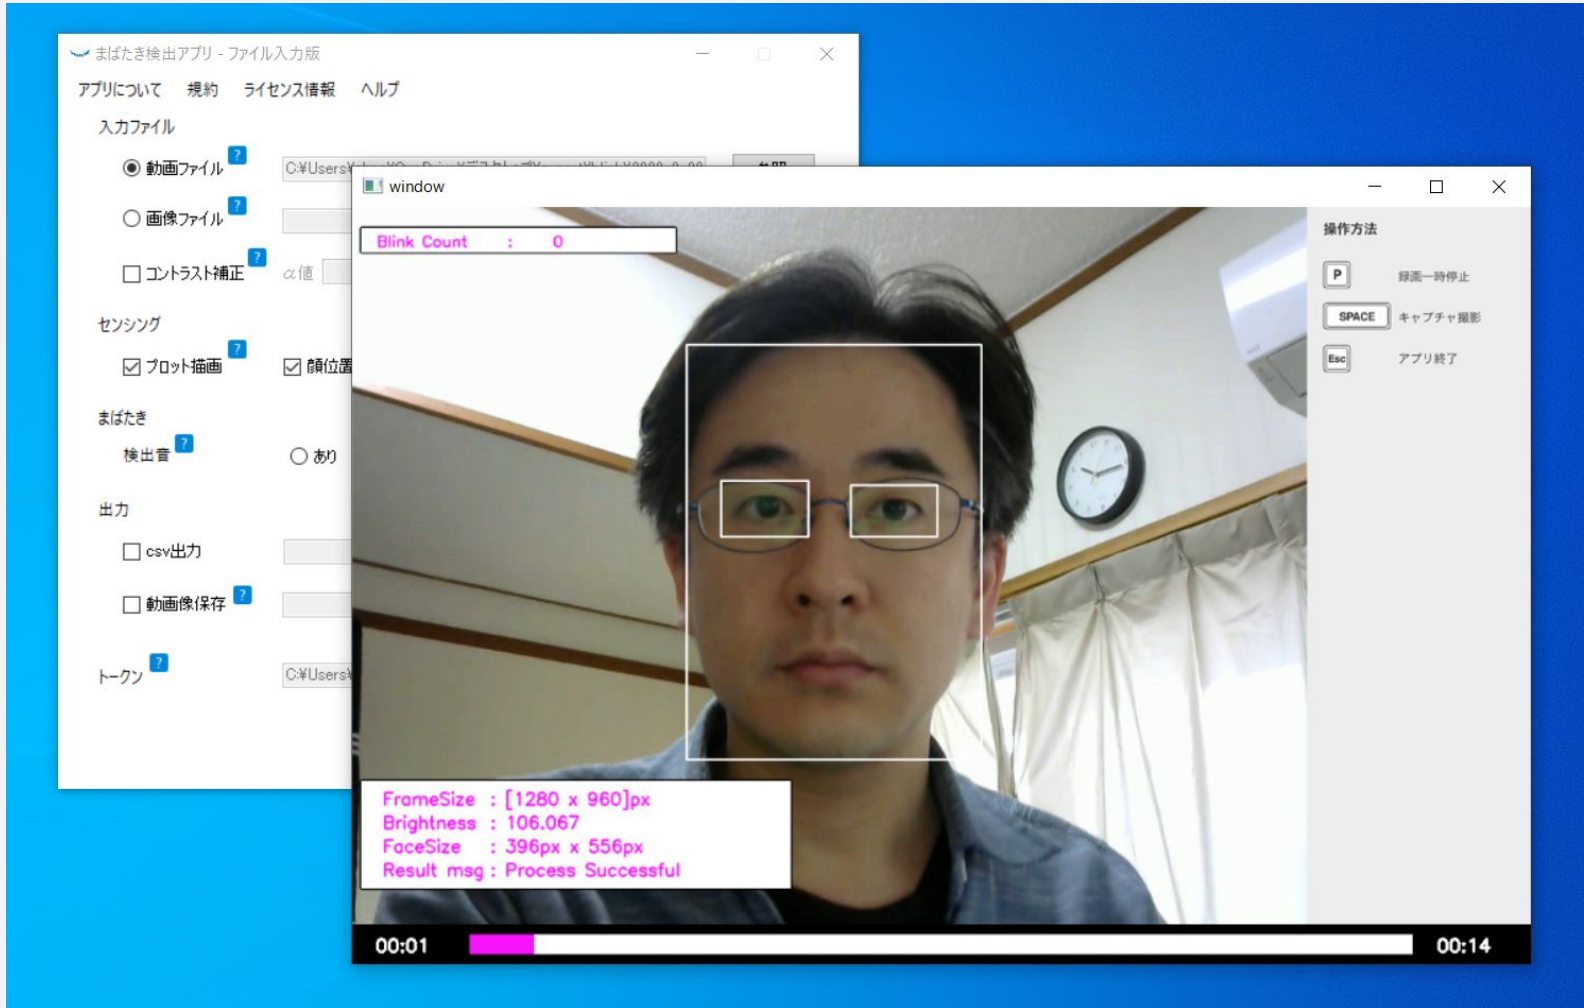 まばたき検出アプリ - ファイル入力版
アプリについて 規約 ライセンス情報 ヘルプ
入力ファイル
動画ファイル ? C:¥Users¥
画像ファイル ?
コントラスト補正 ? α値
センシング
プロット描画 ? 顔位置
まばたき
検出音 ? あり
出力
csv出力
動画像保存 ?
トークン ? C:¥Users¥
window
Blink Count : 0
操作方法
P 録画一時停止
SPACE キャプチャ撮影
Esc アプリ終了
FrameSize : [1280 x 960]px
Brightness : 106.067
FaceSize : 396px x 556px
Result msg : Process Successful
00:01 00:14